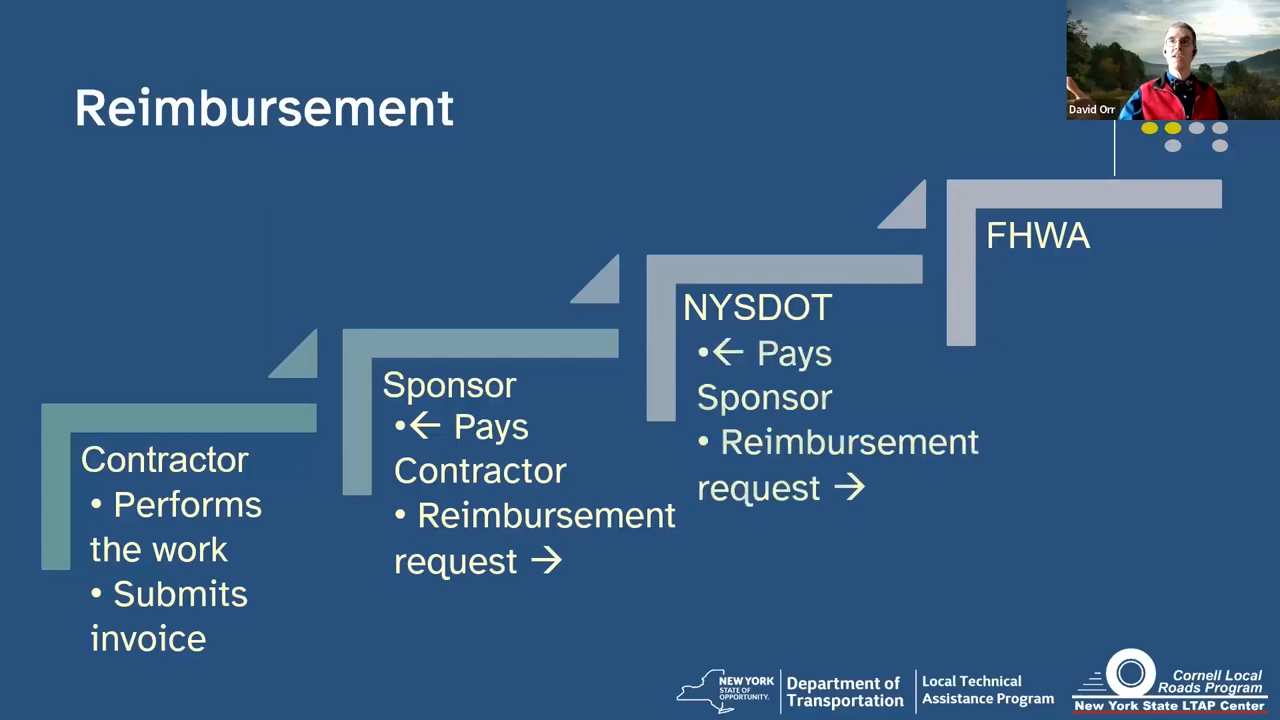 Reimbursement
David Orr
Contractor
• Performs
the work
• Submits
invoice
Sponsor
•← Pays
Contractor
• Reimbursement
request →
NYSDOT
•← Pays
Sponsor
• Reimbursement
request →
FHWA
NEW YORK
STATE OF
OPPORTUNITY.
Department of
Transportation
Local Technical
Assistance Program
Cornell Local
Roads Program
New York State LTAP Center